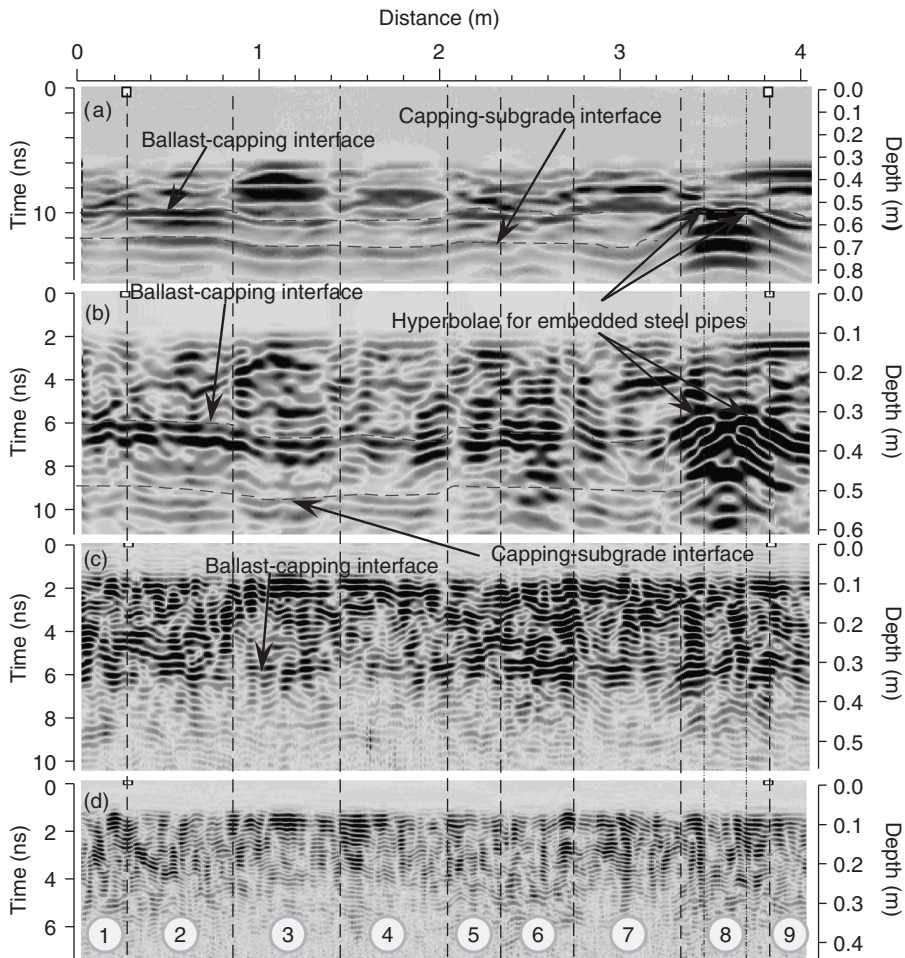 Distance (m)
0 1 2 3 4
(a)
Time (ns)
0
10
Ballast-capping interface
Capping-subgrade interface
0.0
0.1
0.2
0.3
0.4
0.5
0.6
0.7
0.8
Depth (m)
(b)
Time (ns)
0
2
4
6
8
10
Ballast-capping interface
Hyperbolae for embedded steel pipes
0.0
0.1
0.2
0.3
0.4
0.5
0.6
Depth (m)
Capping-subgrade interface
(c)
Time (ns)
0
2
4
6
8
10
Ballast-capping interface
0.0
0.1
0.2
0.3
0.4
0.5
Depth (m)
(d)
Time (ns)
0
2
4
6
0.0
0.1
0.2
0.3
0.4
Depth (m)
1 2 3 4 5 6 7 8 9